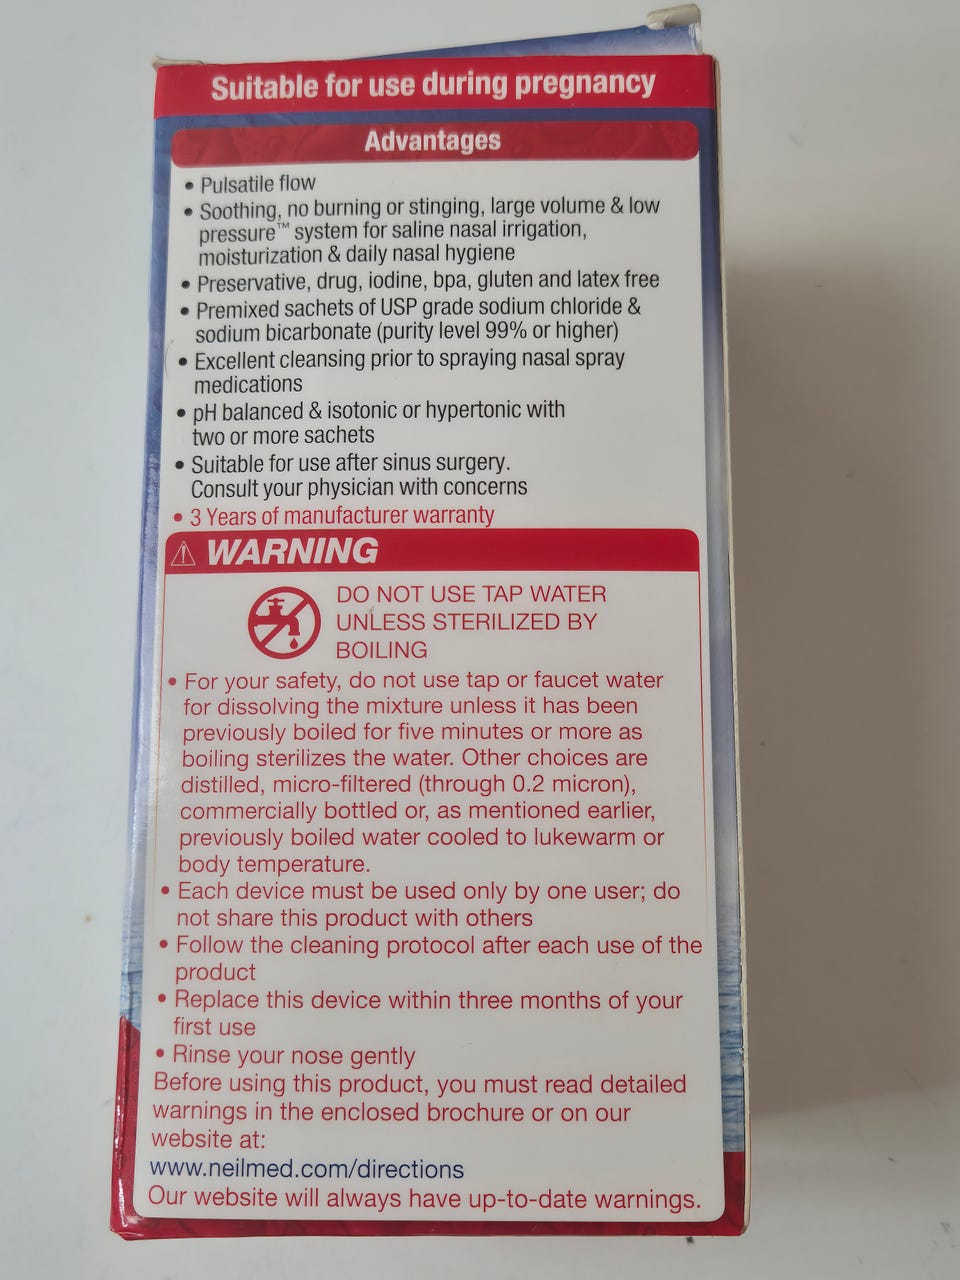 Suitable for use during pregnancy
Advantages
• Pulsatile flow
• Soothing, no burning or stinging, large volume & low
pressure™ system for saline nasal irrigation,
moisturization & daily nasal hygiene
• Preservative, drug, iodine, bpa, gluten and latex free
• Premixed sachets of USP grade sodium chloride &
sodium bicarbonate (purity level 99% or higher)
• Excellent cleansing prior to spraying nasal spray
medications
• pH balanced & isotonic or hypertonic with
two or more sachets
• Suitable for use after sinus surgery.
Consult your physician with concerns
• 3 Years of manufacturer warranty
WARNING
DO NOT USE TAP WATER
UNLESS STERILIZED BY
BOILING
• For your safety, do not use tap or faucet water
for dissolving the mixture unless it has been
previously boiled for five minutes or more as
boiling sterilizes the water. Other choices are
distilled, micro-filtered (through 0.2 micron),
commercially bottled or, as mentioned earlier,
previously boiled water cooled to lukewarm or
body temperature.
• Each device must be used only by one user; do
not share this product with others
• Follow the cleaning protocol after each use of the
product
• Replace this device within three months of your
first use
• Rinse your nose gently
Before using this product, you must read detailed
warnings in the enclosed brochure or on our
website at:
www.neilmed.com/directions
Our website will always have up-to-date warnings.